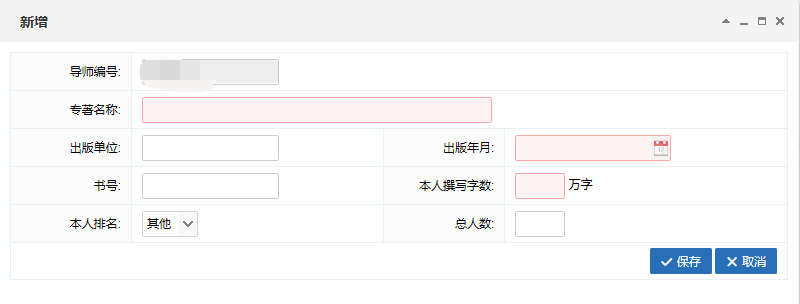 新增
导师编号:
专著名称:
出版单位: 出版年月:
书号: 本人撰写字数: 万字
本人排名: 其他 总人数:
保存 取消